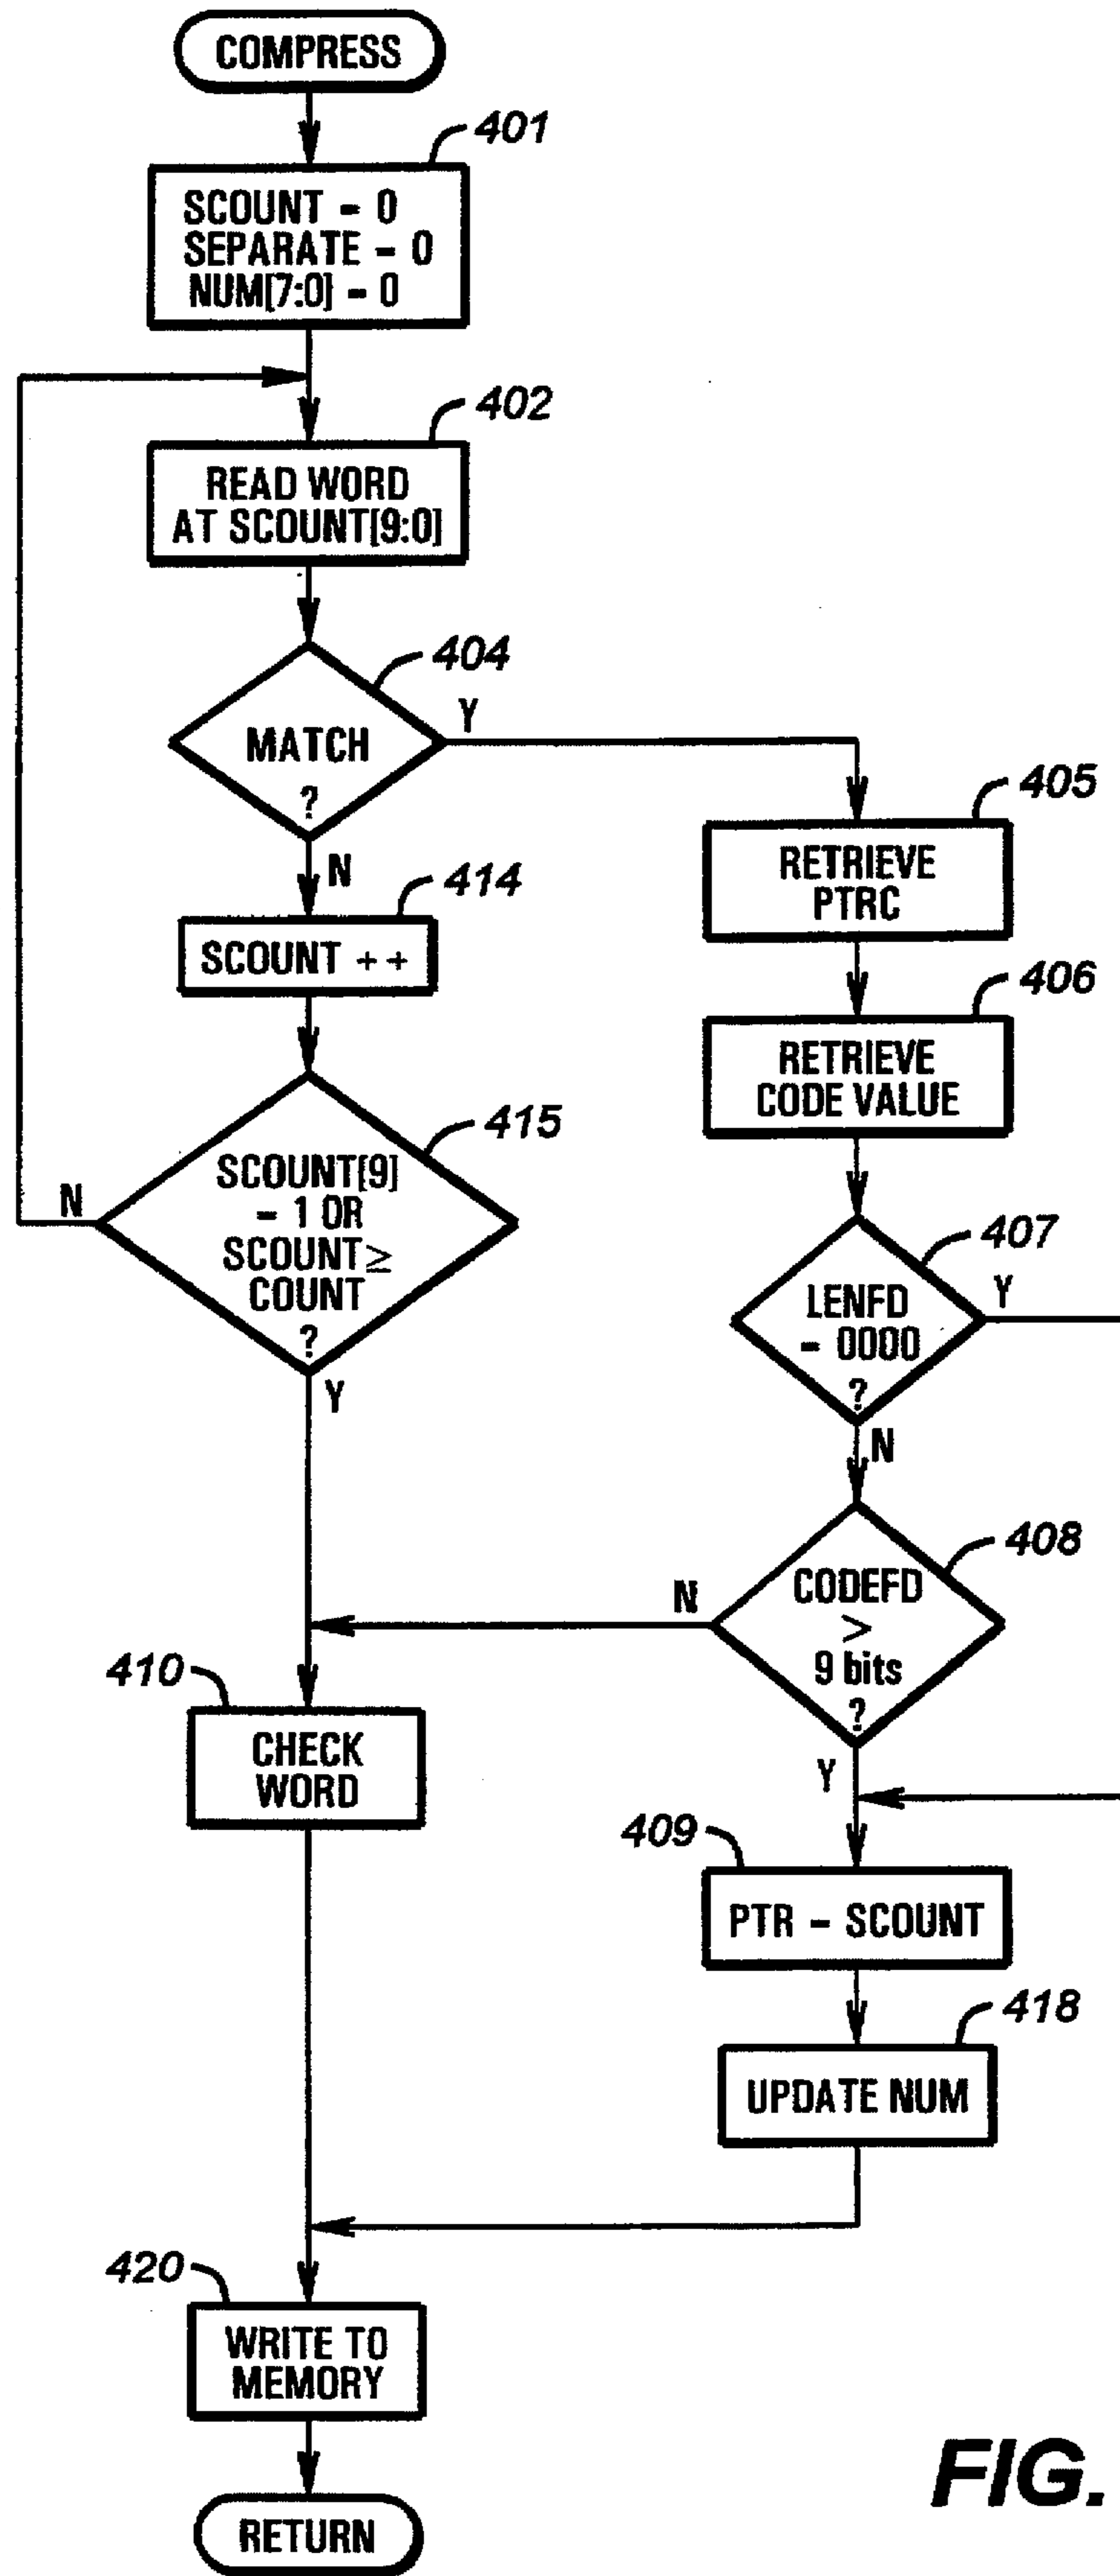 COMPRESS
401
SCOUNT = 0
SEPARATE = 0
NUM[7:0] = 0
402
READ WORD
AT SCOUNT[9:0]
404
MATCH
?
Y
N
405
RETRIEVE
PTRC
414
SCOUNT ++
406
RETRIEVE
CODE VALUE
415
SCOUNT[9]
= 1 OR
SCOUNT ≥
COUNT
?
N
Y
407
LENFD
= 0000
?
Y
N
408
CODEFD
>
9 bits
?
N
Y
410
CHECK
WORD
409
PTR = SCOUNT
418
UPDATE NUM
420
WRITE TO
MEMORY
RETURN
FIG.